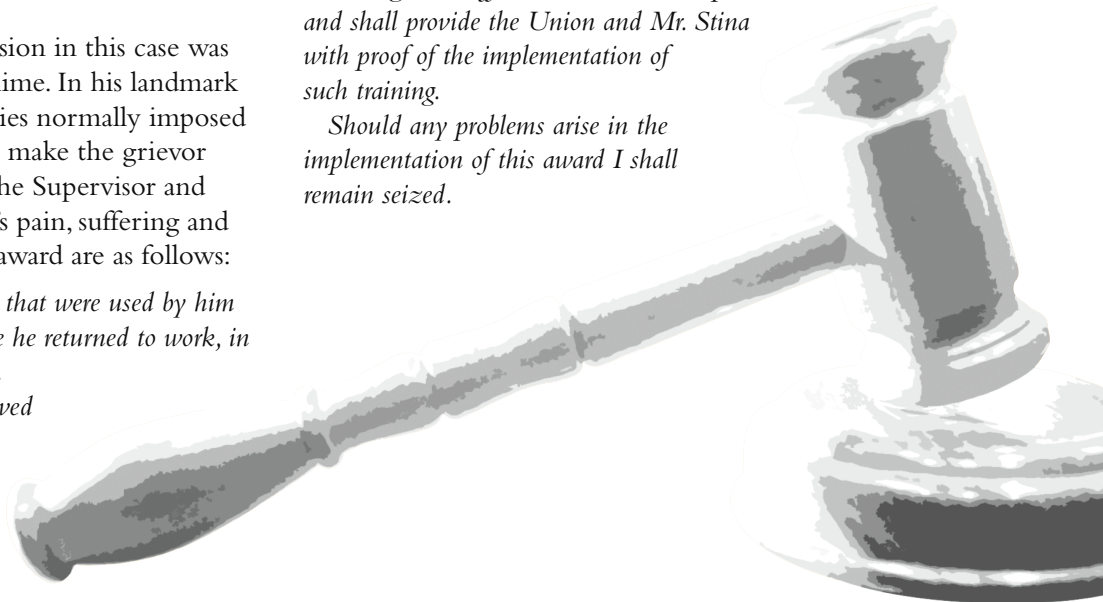 sion in this case was
ime. In his landmark
ies normally imposed
make the grievor
he Supervisor and
's pain, suffering and
award are as follows:
that were used by him
e he returned to work, in
ved
and shall provide the Union and Mr. Stina
with proof of the implementation of
such training.
Should any problems arise in the
implementation of this award I shall
remain seized.